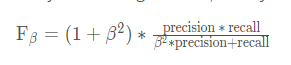 F_β = (1 + β²) * (precision * recall)/(β²*precision+recall)